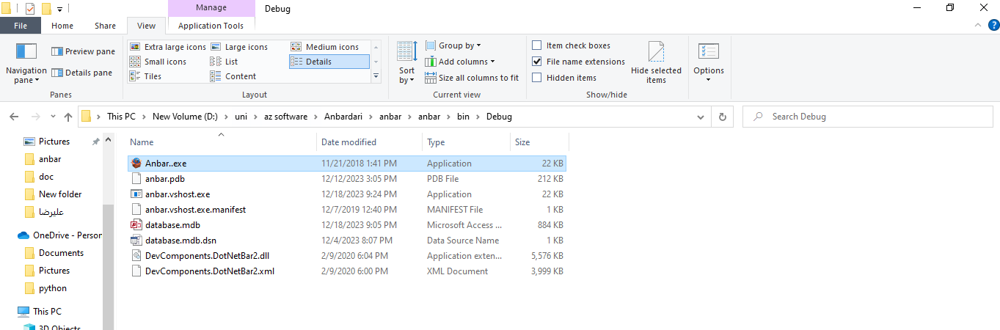 Manage
Debug
File
Home
Share
View
Application Tools
Navigation pane
Preview pane
Details pane
Panes
Extra large icons
Large icons
Medium icons
Small icons
List
Details
Tiles
Content
Layout
Sort by
Group by
Add columns
Size all columns to fit
Current view
Item check boxes
File name extensions
Hidden items
Hide selected items
Show/hide
Options
This PC > New Volume (D:) > uni > az software > Anbardari > anbar > anbar > bin > Debug
Search Debug
Pictures
anbar
doc
New folder
علیرضا
OneDrive - Person
Documents
Pictures
python
This PC
3D Objects
Name Date modified Type Size
Anbar..exe 11/21/2018 1:41 PM Application 22 KB
anbar.pdb 12/12/2023 3:05 PM PDB File 212 KB
anbar.vshost.exe 12/18/2023 9:24 PM Application 22 KB
anbar.vshost.exe.manifest 12/7/2019 12:40 PM MANIFEST File 1 KB
database.mdb 12/18/2023 9:05 PM Microsoft Access ... 884 KB
database.mdb.dsn 12/4/2023 8:07 PM Data Source Name 1 KB
DevComponents.DotNetBar2.dll 2/9/2020 6:04 PM Application exten... 5,576 KB
DevComponents.DotNetBar2.xml 2/9/2020 6:00 PM XML Document 3,999 KB